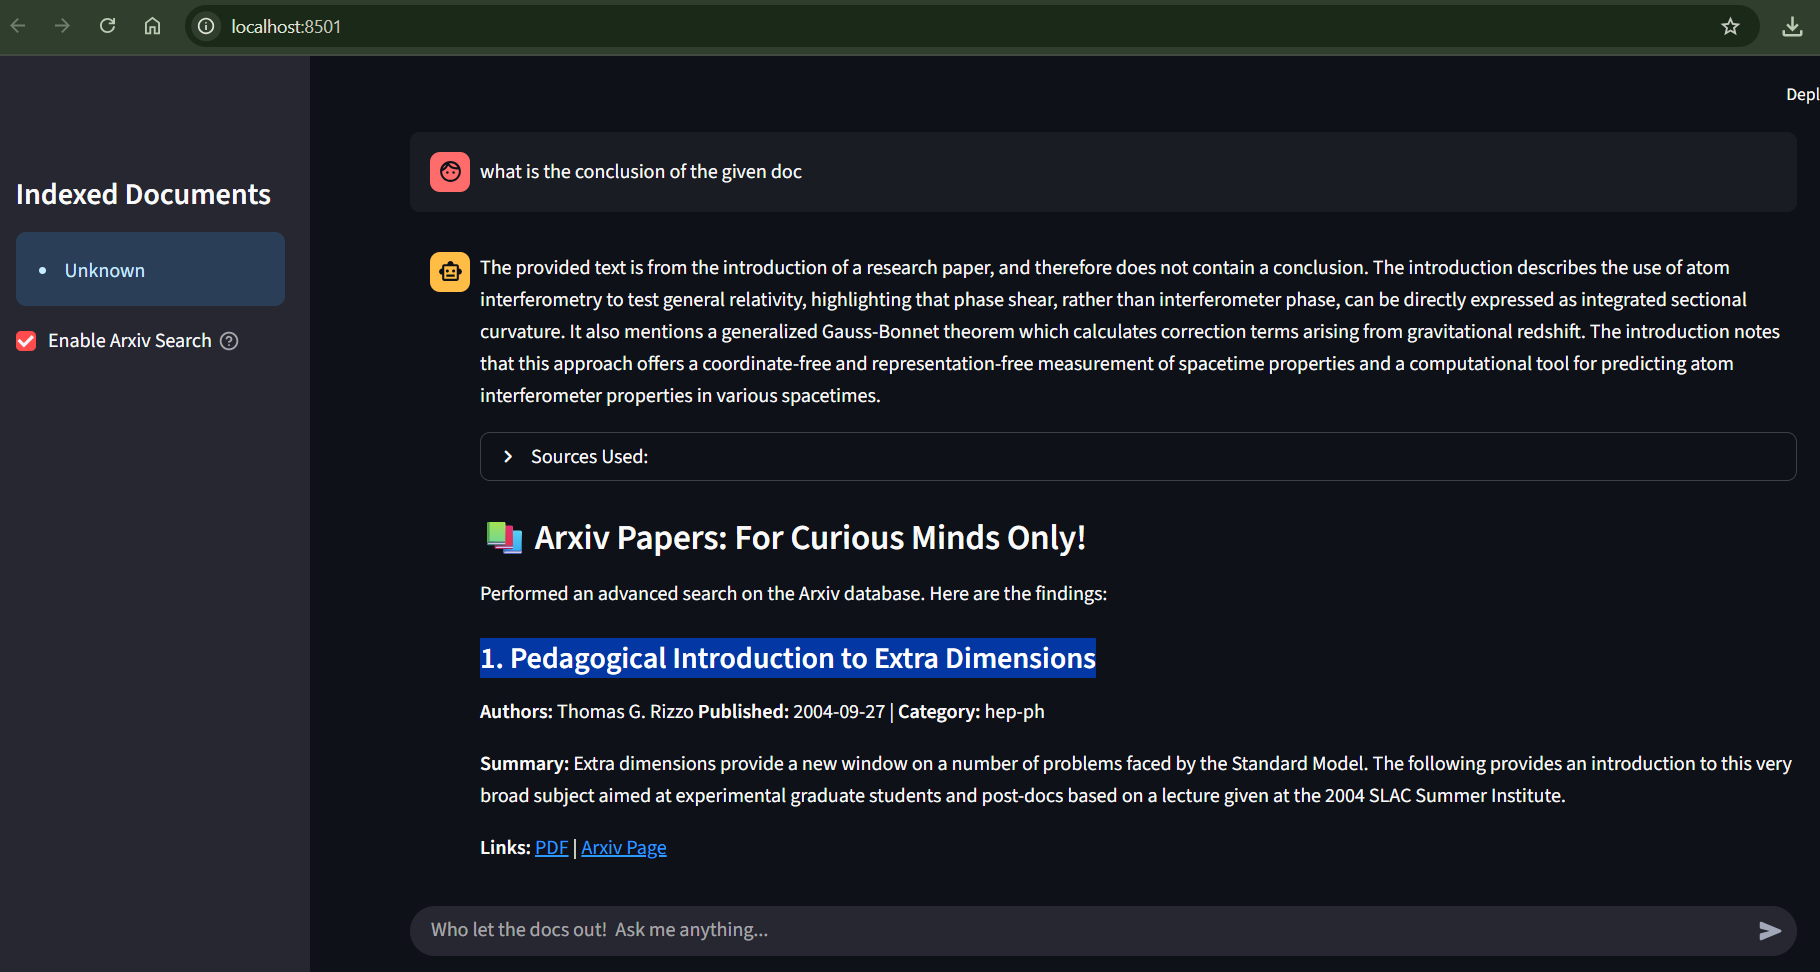 localhost:8501
Depl
Indexed Documents
• Unknown
Enable Arxiv Search
what is the conclusion of the given doc
The provided text is from the introduction of a research paper, and therefore does not contain a conclusion. The introduction describes the use of atom
interferometry to test general relativity, highlighting that phase shear, rather than interferometer phase, can be directly expressed as integrated sectional
curvature. It also mentions a generalized Gauss-Bonnet theorem which calculates correction terms arising from gravitational redshift. The introduction notes
that this approach offers a coordinate-free and representation-free measurement of spacetime properties and a computational tool for predicting atom
interferometer properties in various spacetimes.
Sources Used:
Arxiv Papers: For Curious Minds Only!
Performed an advanced search on the Arxiv database. Here are the findings:
1. Pedagogical Introduction to Extra Dimensions
Authors: Thomas G. Rizzo Published: 2004-09-27 | Category: hep-ph
Summary: Extra dimensions provide a new window on a number of problems faced by the Standard Model. The following provides an introduction to this very
broad subject aimed at experimental graduate students and post-docs based on a lecture given at the 2004 SLAC Summer Institute.
Links: PDF | Arxiv Page
Who let the docs out! Ask me anything...